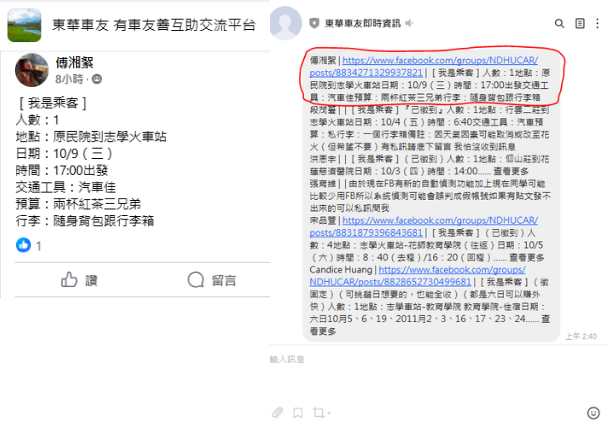 東華車友 有車友善互助交流平台
傅湘絮
8小時 ·
[ 我是乘客 ]
人數：1
地點：原民院到志學火車站
日期：10/9（三）
時間：17:00出發
交通工具：汽車佳
預算：兩杯紅茶三兄弟
行李：隨身背包跟行李箱
1
讚
留言
東華車友即時資訊
傅湘絮|https://www.facebook.com/groups/NDHUCAR/
posts/8834271329937821| [ 我是乘客 ] 人數：1地點：原
民院到志學火車站日期：10/9（三）時間：17:00出發交通工
具：汽車佳預算：兩杯紅茶三兄弟行李：隨身背包跟行李箱
段茂蔓||[ 我是乘客 ]『已徵到』人數：1地點：行雲二莊到
志學火車站日期：10/4（五）時間：6:40交通工具：汽車預
算：私行李：一個行李箱備註：因天氣因素可能取消或改至花
火（但希望不要）有私訊請底下留言 我怕沒收到訊息
洪憲宇||[ 我是乘客 ]（已徵到）人數：1地點：仰山莊到花
蓮慈濟醫院日期：10/3（四）時間：14:00...... 查看更多
張育維||由於現在FB有新的自動偵測功能加上現在同學可能
比較少用FB所以系統偵測可能會誤判成假帳號如果有貼文發不
出來的可以私訊問我
宋品萱|https://www.facebook.com/groups/NDHUCAR/
posts/8831879396843681| [ 我是乘客 ]（已徵到）人
數：4地點：志學火車站-花師教育學院（往返）日期：10/5
（六）時間：8：40（去程）/16：20（回程）...... 查看更多
Candice Huang|https://www.facebook.com/groups/
NDHUCAR/posts/8828652730499681| [ 我是乘客 ]（徵
固定）（可挑噩日想要的，也能全收）（都是六日可以賺外
快）人數：1地點：志學車站-教育學院 教育學院-住宿日期：
六日10月5、6、19、2011月2、3、16、17、23、24...... 查
看更多
上午 2:40
輸入訊息